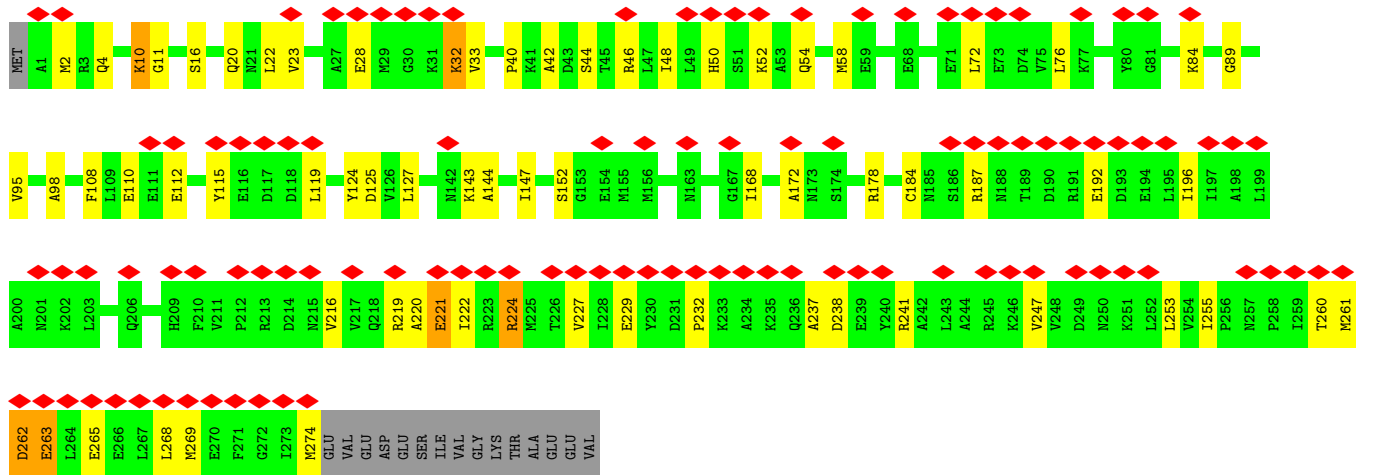 MET A1 M2 R3 Q4 K10 G11 S16 Q20 N21 L22 V23 A27 E28 M29 G30 K31 K32 V33 P40 K41 A42 D43 S44 T45 R46 L47 I48 L49 H50 S51 K52 A53 Q54 M58 E59 E68 E71 L72 E73 D74 V75 L76 K77 Y80 G81 K84 G89
V95 A98 F108 L109 E110 E111 E112 Y115 E116 D117 D118 L119 Y124 D125 V126 L127 N142 K143 A144 I147 S152 G153 E154 M155 M156 N163 G167 I168 A172 N173 S174 R178 C184 N185 S186 R187 N188 T189 D190 R191 E192 D193 E194 L195 I196 I197 A198 L199
A200 N201 K202 L203 Q206 H209 F210 V211 P212 R213 D214 N215 V216 V217 Q218 R219 A220 E221 I222 R223 R224 M225 T226 V227 I228 E229 Y230 D231 P232 K233 A234 K235 Q236 A237 D238 E239 Y240 R241 A242 L243 A244 R245 K246 V247 V248 D249 N250 K251 L252 L253 V254 I255 P256 N257 P258 I259 T260 M261
D262 E263 L264 E265 E266 L267 L268 M269 E270 F271 G272 I273 M274 GLU VAL GLU ASP GLU SER ILE VAL GLY LYS THR ALA GLU GLU VAL